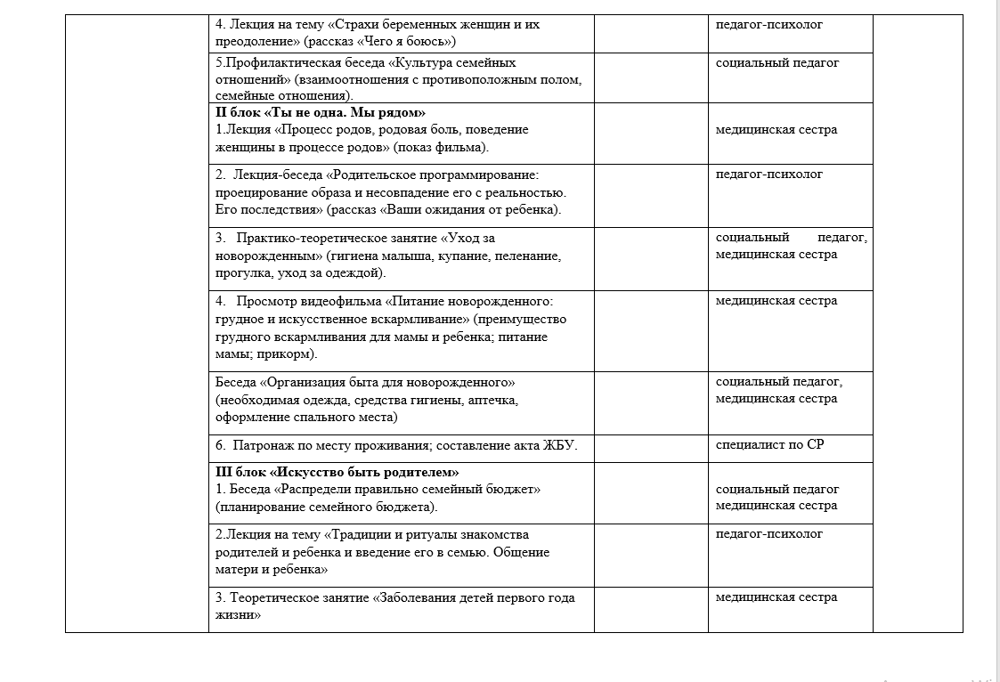 4. Лекция на тему «Страхи беременных женщин и их
преодоление» (рассказ «Чего я боюсь»)
педагог-психолог
5.Профилактическая беседа «Культура семейных
отношений» (взаимоотношения с противоположным полом,
семейные отношения).
социальный педагог
II блок «Ты не одна. Мы рядом»
1.Лекция «Процесс родов, родовая боль, поведение
женщины в процессе родов» (показ фильма).
медицинская сестра
2. Лекция-беседа «Родительское программирование:
проецирование образа и несовпадение его с реальностью.
Его последствия» (рассказ «Ваши ожидания от ребенка).
педагог-психолог
3. Практико-теоретическое занятие «Уход за
новорожденным» (гигиена малыша, купание, пеленание,
прогулка, уход за одеждой).
социальный педагог,
медицинская сестра
4. Просмотр видеофильма «Питание новорожденного:
грудное и искусственное вскармливание» (преимущество
грудного вскармливания для мамы и ребенка; питание
мамы; прикорм).
медицинская сестра
Беседа «Организация быта для новорожденного»
(необходимая одежда, средства гигиены, аптечка,
оформление спального места)
социальный педагог,
медицинская сестра
6. Патронаж по месту проживания; составление акта ЖБУ.
специалист по СР
III блок «Искусство быть родителем»
1. Беседа «Распредели правильно семейный бюджет»
(планирование семейного бюджета).
социальный педагог
медицинская сестра
2.Лекция на тему «Традиции и ритуалы знакомства
родителей и ребенка и введение его в семью. Общение
матери и ребенка»
педагог-психолог
3. Теоретическое занятие «Заболевания детей первого года
жизни»
медицинская сестра